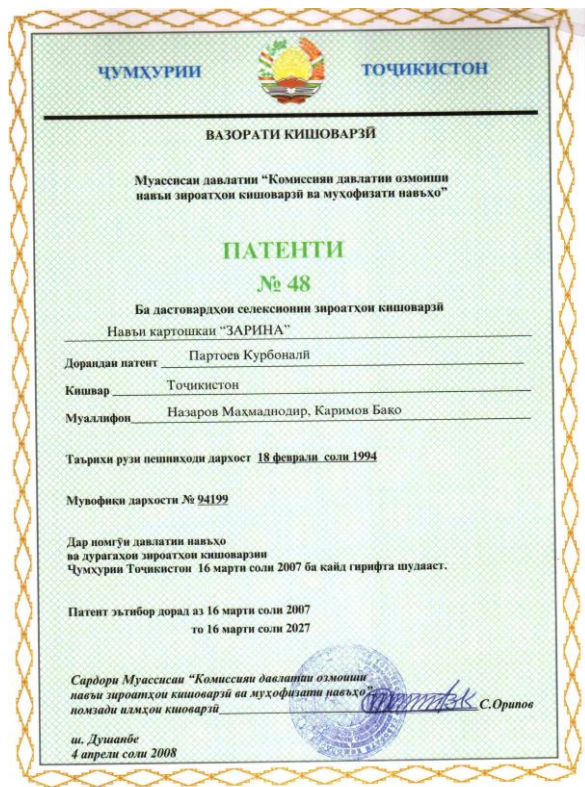 ҶУМҲУРИИ ТОҶИКИСТОН
ВАЗОРАТИ КИШОВАРЗӢ
Муассисаи давлатии “Комиссияи давлатии озмоиши
навъи зироатҳои кишоварзӣ ва муҳофизати навъҳо”
ПАТЕНТИ
№ 48
Ба дастовардҳои селексионии зироатҳои кишоварзӣ
Навъи картошкаи “ЗАРИНА”
Дорандаи патент Партоев Курбоналӣ
Кишвар Тоҷикистон
Муаллифон Назаров Маҳмаднодир, Каримов Бақо
Таърихи рузи пешниҳоди дархост 18 феврали соли 1994
Мувофиқи дархости № 94199
Дар номгӯи давлатии навъҳо
ва дурагаҳои зироатҳои кишоварзии
Ҷумҳурии Тоҷикистон 16 марти соли 2007 ба қайд гирифта шудааст.
Патент эътибор дорад аз 16 марти соли 2007
то 16 марти соли 2027
Сардори Муассисаи “Комиссияи давлатии озмоиши
навъи зироатҳои кишоварзӣ ва муҳофизати навъҳо”
номзади илмҳои кшоварзӣ С.Орипов
ш. Душанбе
4 апрели соли 2008